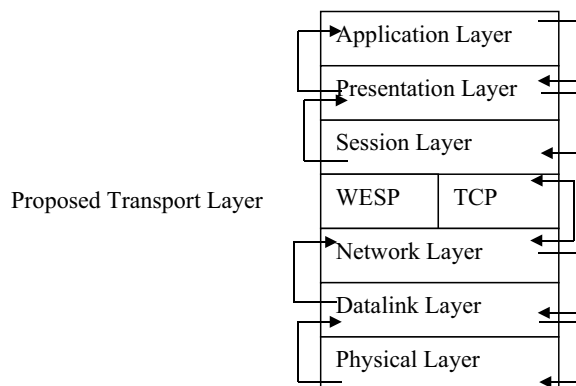 Application Layer
Presentation Layer
Session Layer
Proposed Transport Layer
WESP TCP
Network Layer
Datalink Layer
Physical Layer